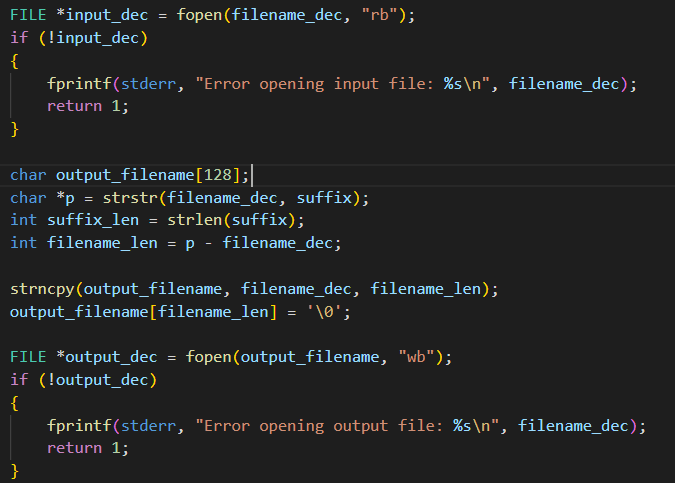 FILE *input_dec = fopen(filename_dec, "rb");
if (!input_dec)
{
    fprintf(stderr, "Error opening input file: %s\n", filename_dec);
    return 1;
}

char output_filename[128];
char *p = strstr(filename_dec, suffix);
int suffix_len = strlen(suffix);
int filename_len = p - filename_dec;

strncpy(output_filename, filename_dec, filename_len);
output_filename[filename_len] = '\0';

FILE *output_dec = fopen(output_filename, "wb");
if (!output_dec)
{
    fprintf(stderr, "Error opening output file: %s\n", filename_dec);
    return 1;
}